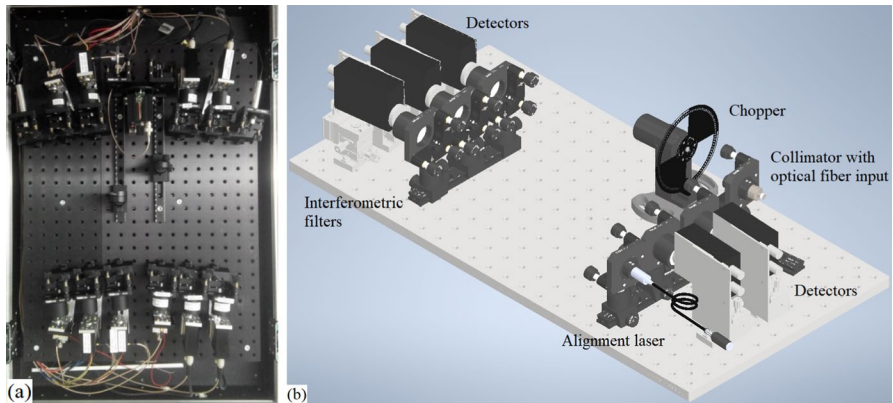 (a)
Detectors
Chopper
Collimator with
optical fiber input
Interferometric
filters
Detectors
Alignment laser
(b)